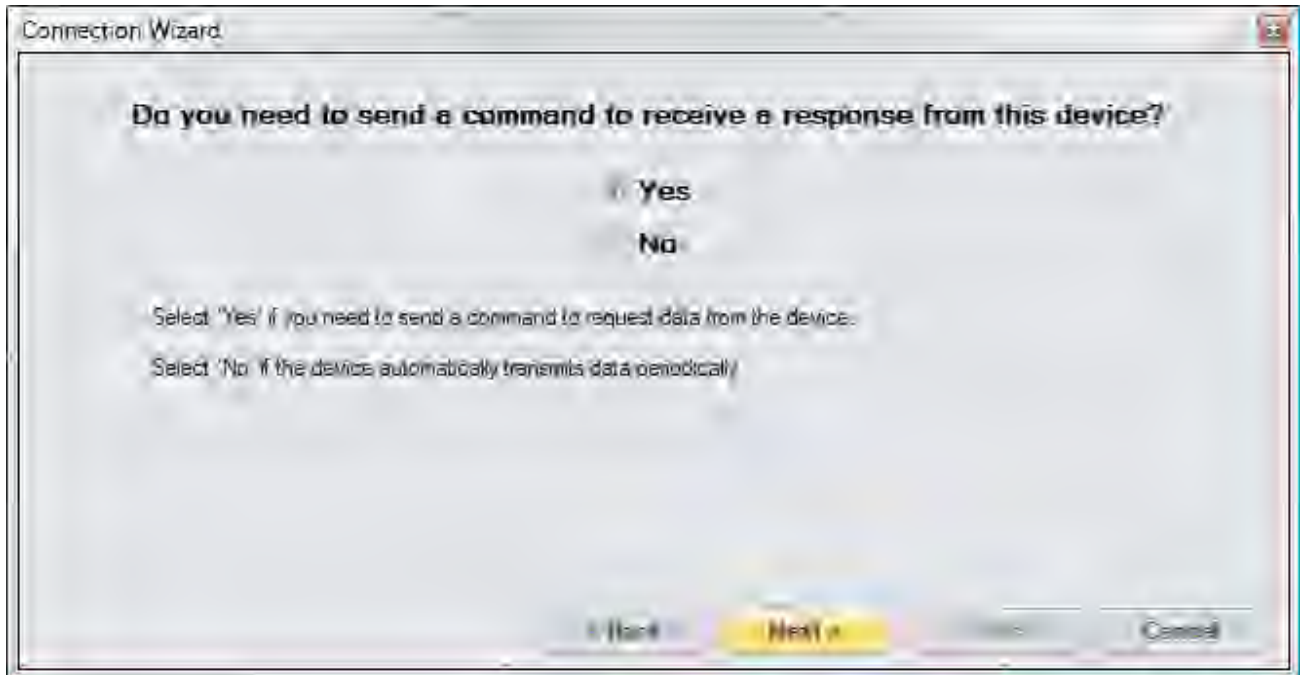 Connection Wizard
Do you need to send a command to receive a response from this device?
Yes
No
Select 'Yes' if you need to send a command to request data from the device.
Select 'No' if the device automatically transmits data periodically
< Back
Next >
Cancel